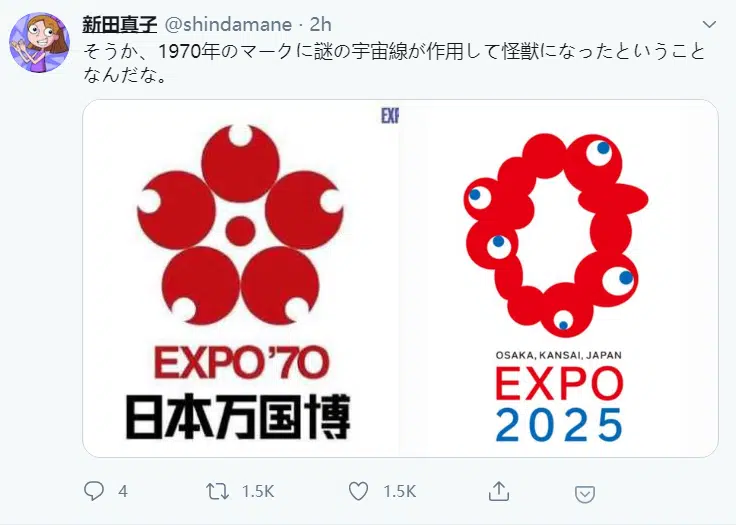 新田真子 @shindamane · 2h
そうか、1970年のマークに謎の宇宙線が作用して怪獣になったということ
なんだな。
EXPO'70
日本万国博
OSAKA, KANSAI, JAPAN
EXPO
2025
4 1.5K 1.5K